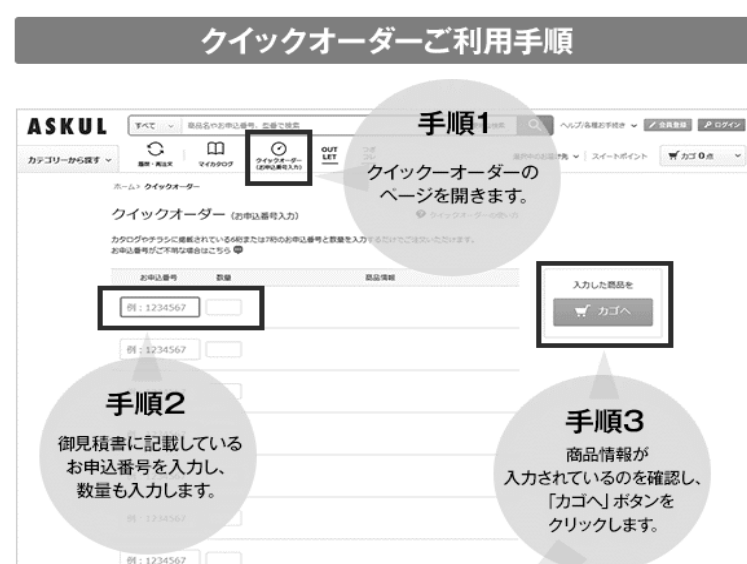 クイックオーダーご利用手順
ASKUL
すべて
商品名やお申込番号、型番で検索
ヘルプ/各種お手続き
会員登録
ログイン
カテゴリーから探す
履歴・再注文
マイカタログ
クイックオーダー
(お申込番号入力)
OUT
LET
スイートポイント
カゴ 0 点
手順1
クイックーオーダーの
ページを開きます。
ホーム> クイックオーダー
クイックオーダー (お申込番号入力)
クイックオーダーの使い方
カタログやチラシに掲載されている6桁または7桁のお申込番号と数量を入力するだけでご注文いただけます。
お申込番号がご不明な場合はこちら
お申込番号 数量 商品情報
例：1234567
入力した商品を
カゴへ
例：1234567
手順2
御見積書に記載している
お申込番号を入力し、
数量も入力します。
手順3
商品情報が
入力されているのを確認し、
「カゴへ」ボタンを
クリックします。
例：1234567
例：1234567